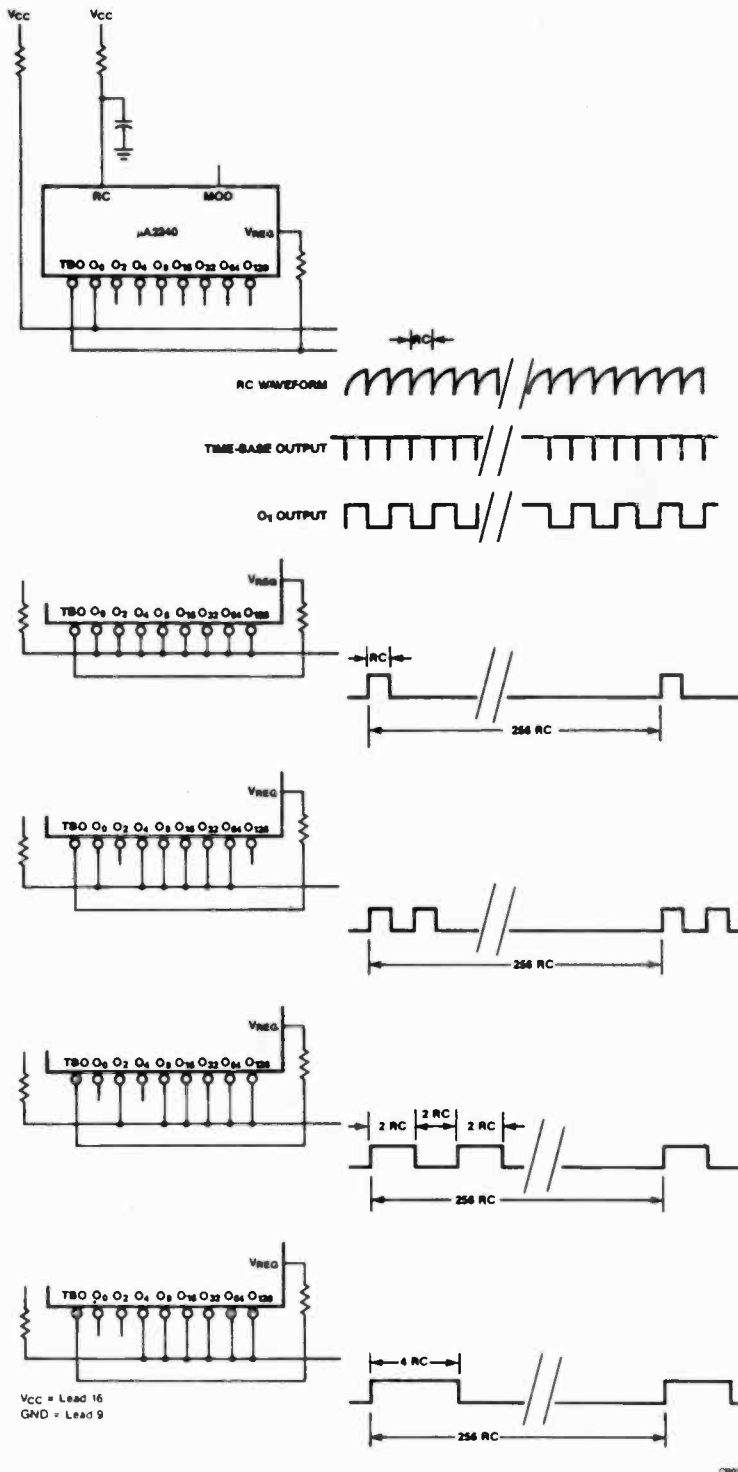 VCC VCC
RC MOD
μA2240
VREG
TBO O0 O2 O4 O8 O16 O32 O64 O128
RC
RC WAVEFORM
TIME-BASE OUTPUT
O1 OUTPUT
VREG
TBO O0 O2 O4 O8 O16 O32 O64 O128
RC
256 RC
VREG
TBO O0 O2 O4 O8 O16 O32 O64 O128
256 RC
VREG
TBO O0 O2 O4 O8 O16 O32 O64 O128
2 RC 2 RC 2 RC
256 RC
VREG
TBO O0 O2 O4 O8 O16 O32 O64 O128
4 RC
256 RC
VCC = Lead 16
GND = Lead 9